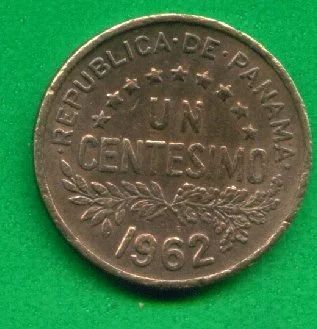 ·REPUBLICA·DE·PANAMA·
UN
CENTESIMO
1962